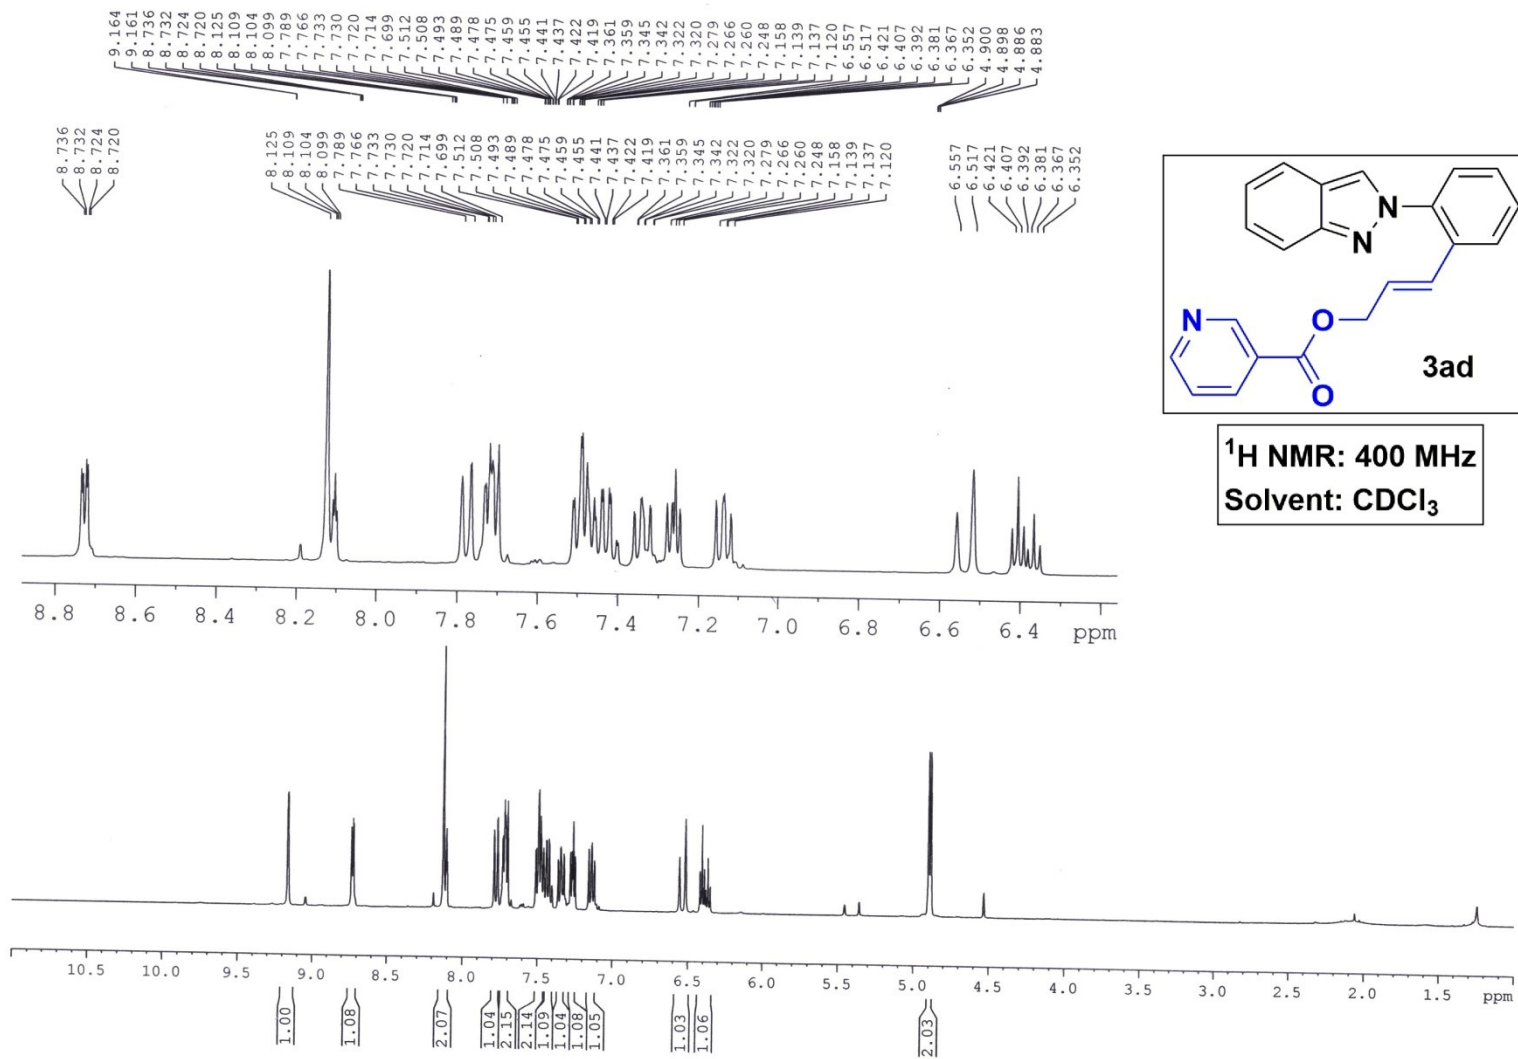 9.164 9.161 8.736 8.732 8.724 8.720 8.125 8.109 8.104 8.099 7.789 7.766 7.733 7.730 7.720 7.714 7.699 7.512 7.508 7.493 7.489 7.478 7.475 7.459 7.455 7.441 7.437 7.422 7.419 7.361 7.359 7.345 7.342 7.322 7.320 7.279 7.266 7.260 7.248 7.158 7.139 7.137 7.120 6.557 6.517 6.421 6.407 6.392 6.381 6.367 6.352 4.900 4.898 4.886 4.883
8.736 8.732 8.724 8.720
8.125 8.109 8.104 8.099 7.789 7.766 7.733 7.730 7.720 7.714 7.699 7.512 7.508 7.493 7.489 7.478 7.475 7.459 7.455 7.441 7.437 7.422 7.419 7.361 7.359 7.345 7.342 7.322 7.320 7.279 7.266 7.260 7.248 7.158 7.139 7.137 7.120
6.557 6.517 6.421 6.407 6.392 6.381 6.367 6.352
N
N
N
O
O
3ad
¹H NMR: 400 MHz
Solvent: CDCl₃
8.8 8.6 8.4 8.2 8.0 7.8 7.6 7.4 7.2 7.0 6.8 6.6 6.4 ppm
10.5 10.0 9.5 9.0 8.5 8.0 7.5 7.0 6.5 6.0 5.5 5.0 4.5 4.0 3.5 3.0 2.5 2.0 1.5 ppm
1.00 1.08 2.07 1.04 2.15 2.14 1.09 1.04 1.08 1.05 1.03 1.06 2.03